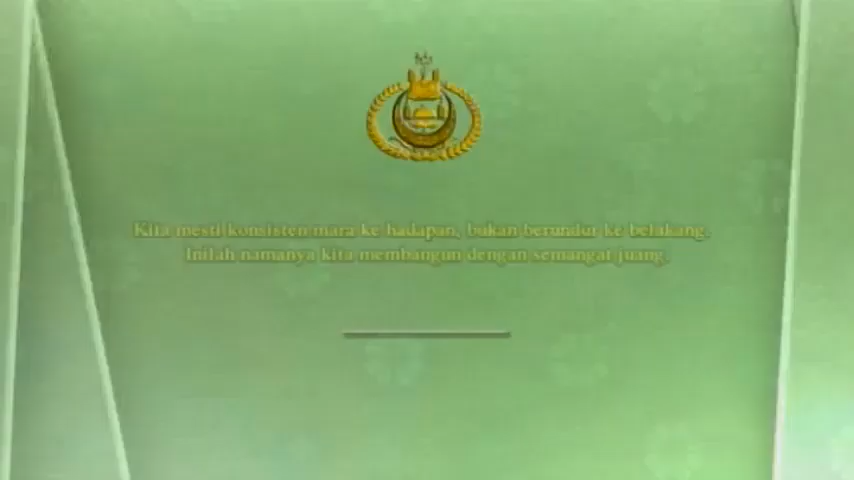 Kita mesti konsisten mara ke hadapan, bukan berundur ke belakang.
Inilah namanya kita membangun dengan semangat juang.